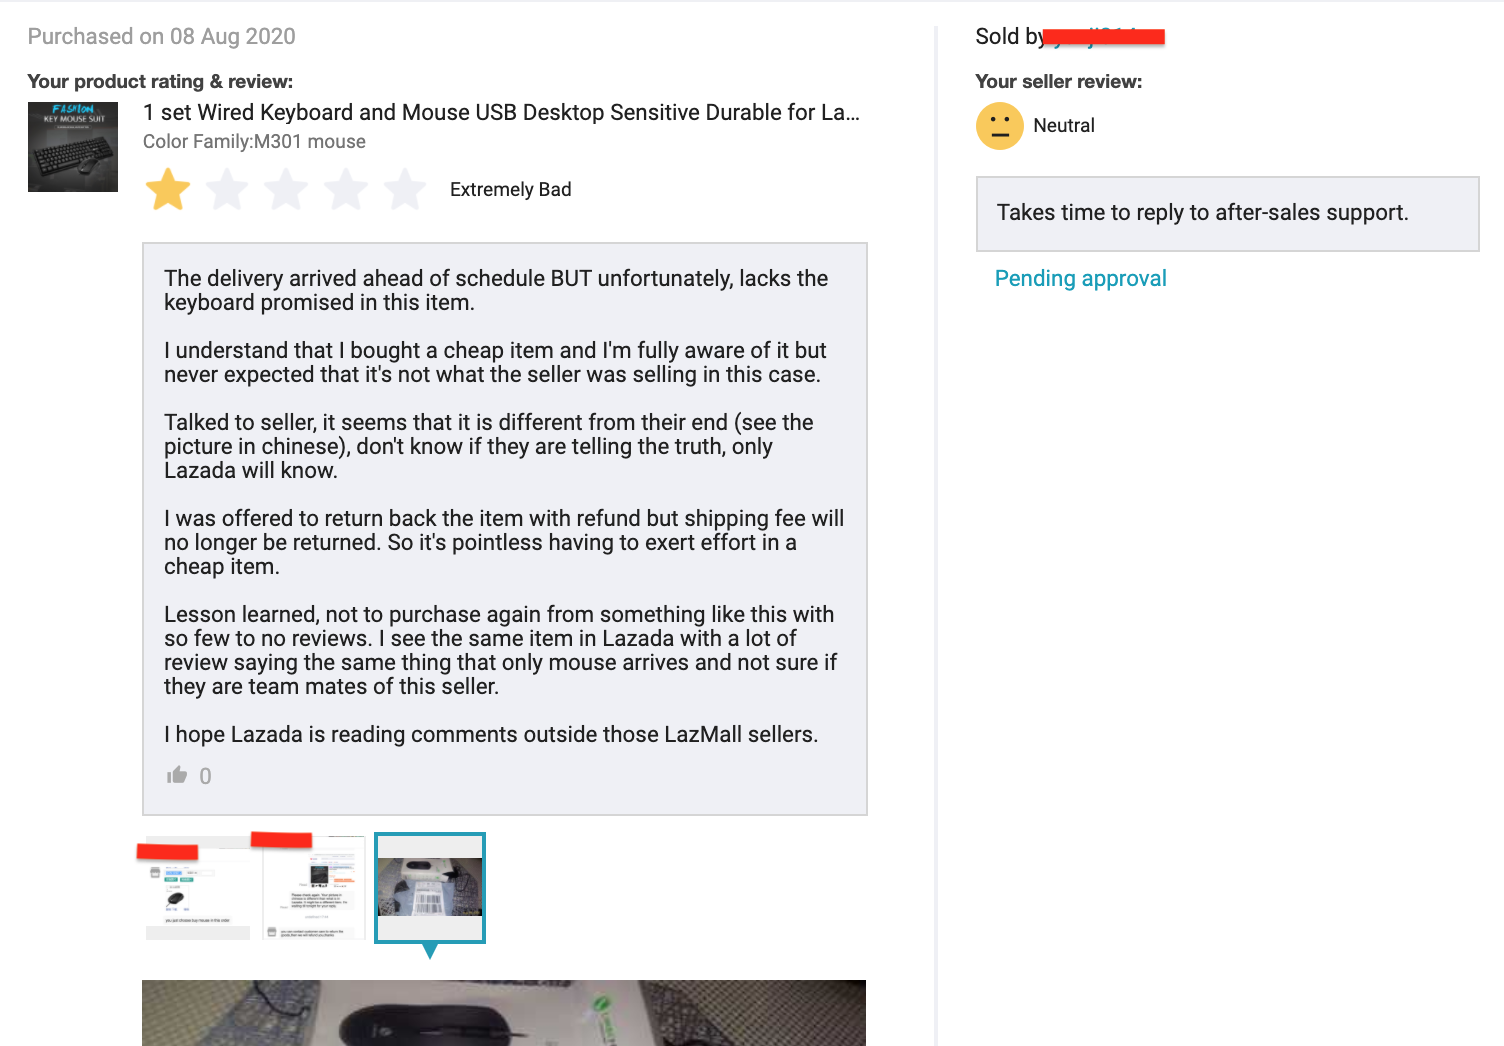 Purchased on 08 Aug 2020
Your product rating & review:
FASHION
KEY MOUSE SUIT
1 set Wired Keyboard and Mouse USB Desktop Sensitive Durable for La...
Color Family:M301 mouse
Extremely Bad
The delivery arrived ahead of schedule BUT unfortunately, lacks the
keyboard promised in this item.
I understand that I bought a cheap item and I'm fully aware of it but
never expected that it's not what the seller was selling in this case.
Talked to seller, it seems that it is different from their end (see the
picture in chinese), don't know if they are telling the truth, only
Lazada will know.
I was offered to return back the item with refund but shipping fee will
no longer be returned. So it's pointless having to exert effort in a
cheap item.
Lesson learned, not to purchase again from something like this with
so few to no reviews. I see the same item in Lazada with a lot of
review saying the same thing that only mouse arrives and not sure if
they are team mates of this seller.
I hope Lazada is reading comments outside those LazMall sellers.
0
you are choose buy mouse in this order
Sold by
Your seller review:
Neutral
Takes time to reply to after-sales support.
Pending approval